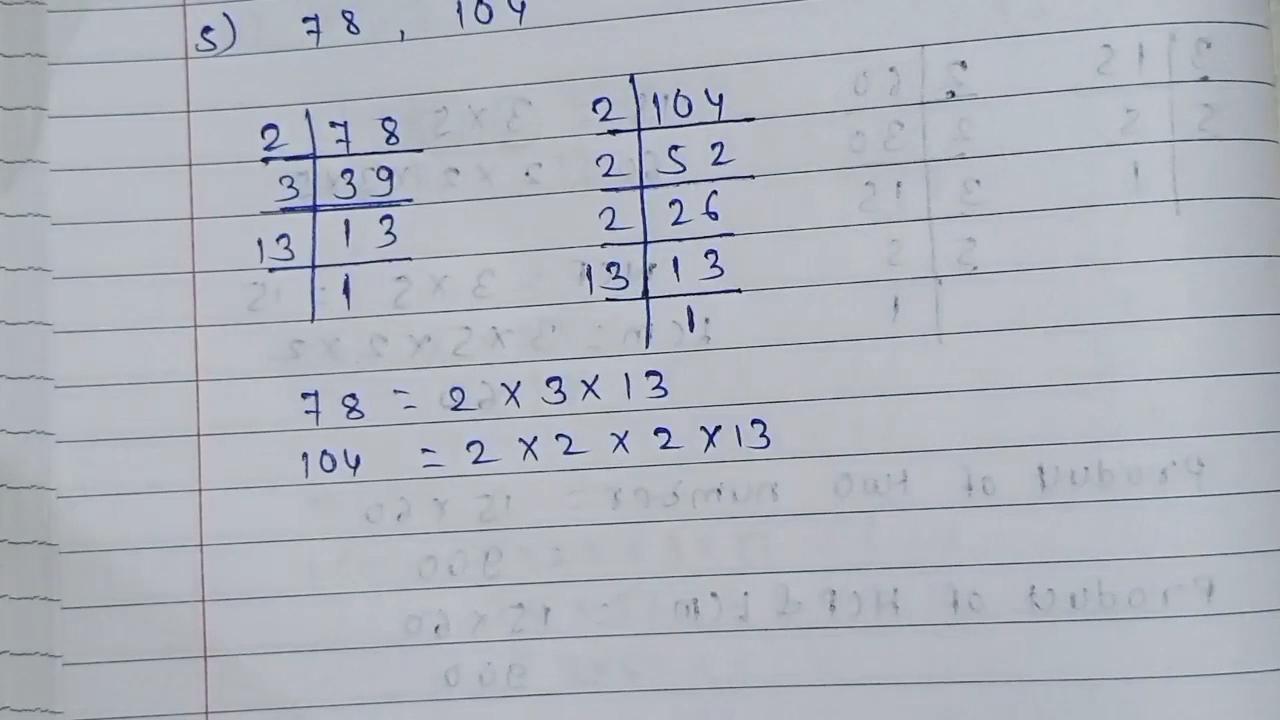 5) 78, 104
2 | 78
3 | 39
13 | 13
1
2 | 104
2 | 52
2 | 26
13 | 13
1
78 = 2 × 3 × 13
104 = 2 × 2 × 2 × 13